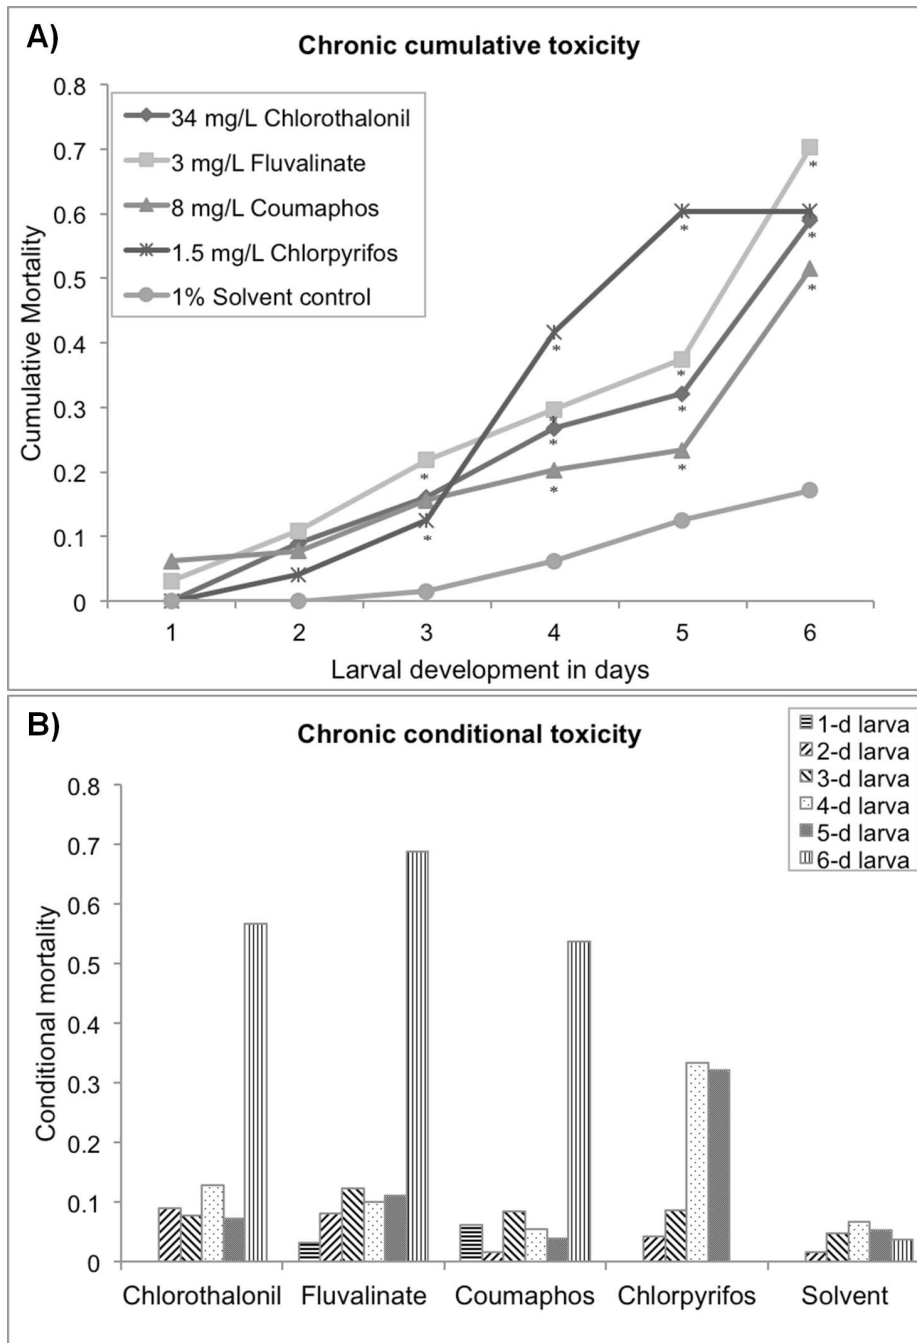 A)
Chronic cumulative toxicity
0.8
0.7
0.6
0.5
0.4
0.3
0.2
0.1
0
Cumulative Mortality
34 mg/L Chlorothalonil
3 mg/L Fluvalinate
8 mg/L Coumaphos
1.5 mg/L Chlorpyrifos
1% Solvent control
* * * * * * * * * * * * * *
1 2 3 4 5 6
Larval development in days
B)
Chronic conditional toxicity
1-d larva
2-d larva
3-d larva
4-d larva
5-d larva
6-d larva
0.8
0.7
0.6
0.5
0.4
0.3
0.2
0.1
0
Conditional mortality
Chlorothalonil Fluvalinate Coumaphos Chlorpyrifos Solvent